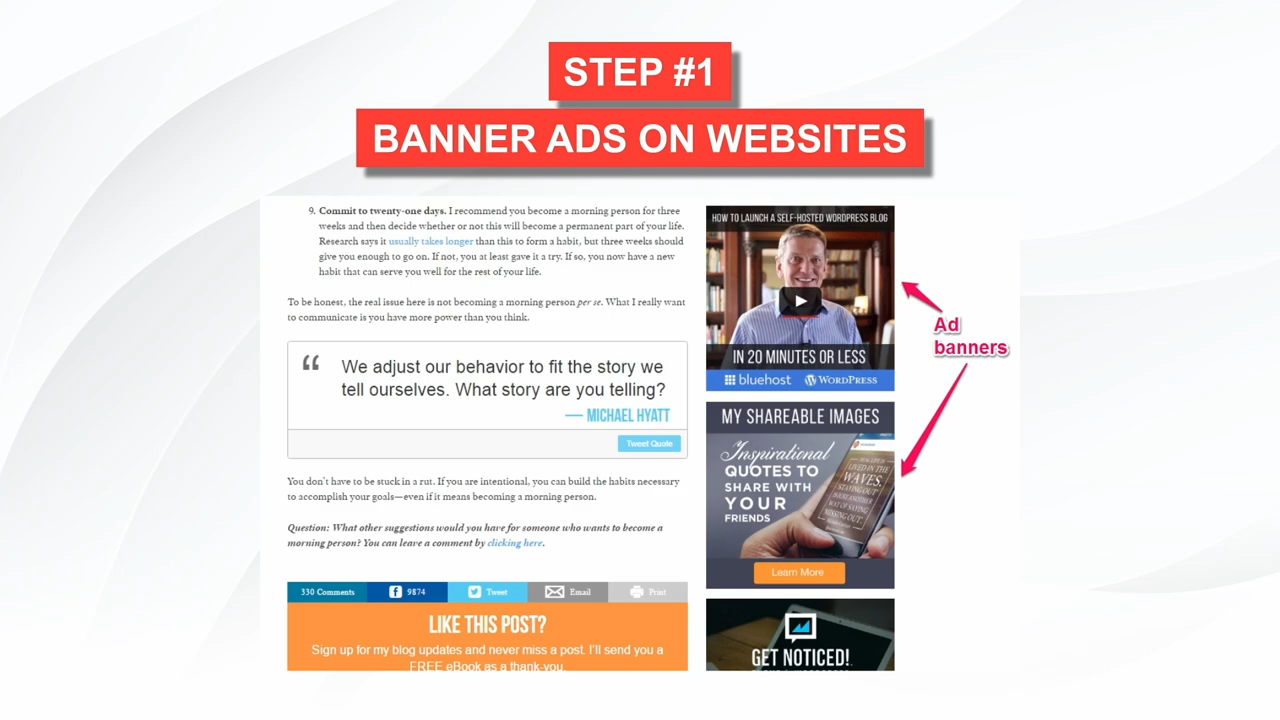 STEP #1
BANNER ADS ON WEBSITES
9. Commit to twenty-one days. I recommend you become a morning person for three
weeks and then decide whether or not this will become a permanent part of your life.
Research says it usually takes longer than this to form a habit, but three weeks should
give you enough to go on. If not, you at least gave it a try. If so, you now have a new
habit that can serve you well for the rest of your life.
To be honest, the real issue here is not becoming a morning person per se. What I really want
to communicate is you have more power than you think.
“ We adjust our behavior to fit the story we
tell ourselves. What story are you telling?
— MICHAEL HYATT
Tweet Quote
You don't have to be stuck in a rut. If you are intentional, you can build the habits necessary
to accomplish your goals—even if it means becoming a morning person.
Question: What other suggestions would you have for someone who wants to become a
morning person? You can leave a comment by clicking here.
330 Comments 9874 Tweet Email Print
LIKE THIS POST?
Sign up for my blog updates and never miss a post. I'll send you a
FREE eBook as a thank-you.
HOW TO LAUNCH A SELF-HOSTED WORDPRESS BLOG
IN 20 MINUTES OR LESS
bluehost WORDPRESS
MY SHAREABLE IMAGES
Inspirational
QUOTES TO
SHARE WITH
YOUR
FRIENDS
WAVES,
Learn More
GET NOTICED!
Ad
banners